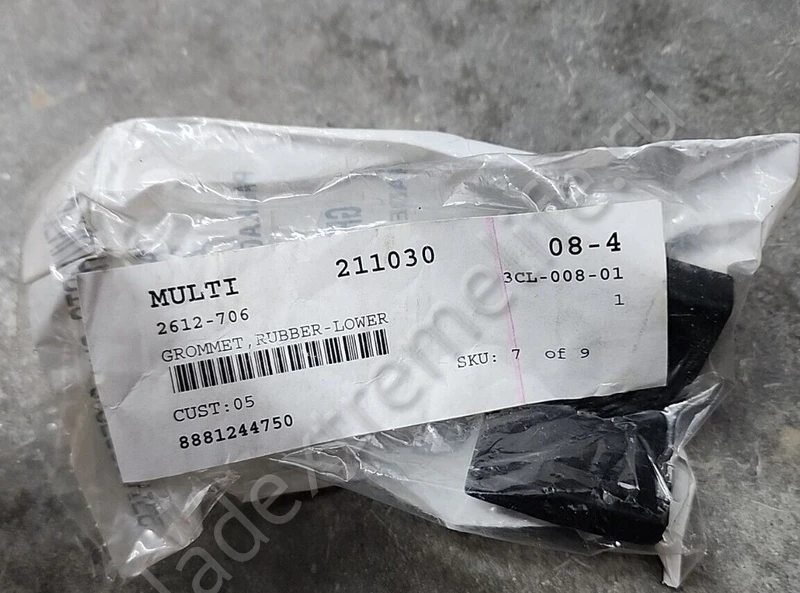 MULTI 211030 08-4
2612-706 3CL-008-01
GROMMET,RUBBER-LOWER 1
SKU: 7 of 9
CUST:05
8881244750